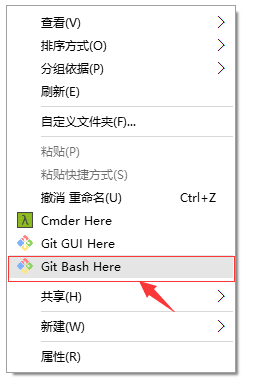 查看(V)
排序方式(O)
分组依据(P)
刷新(E)
自定义文件夹(F)...
粘贴(P)
粘贴快捷方式(S)
撤消 重命名(U) Ctrl+Z
λ Cmder Here
Git GUI Here
Git Bash Here
共享(H)
新建(W)
属性(R)